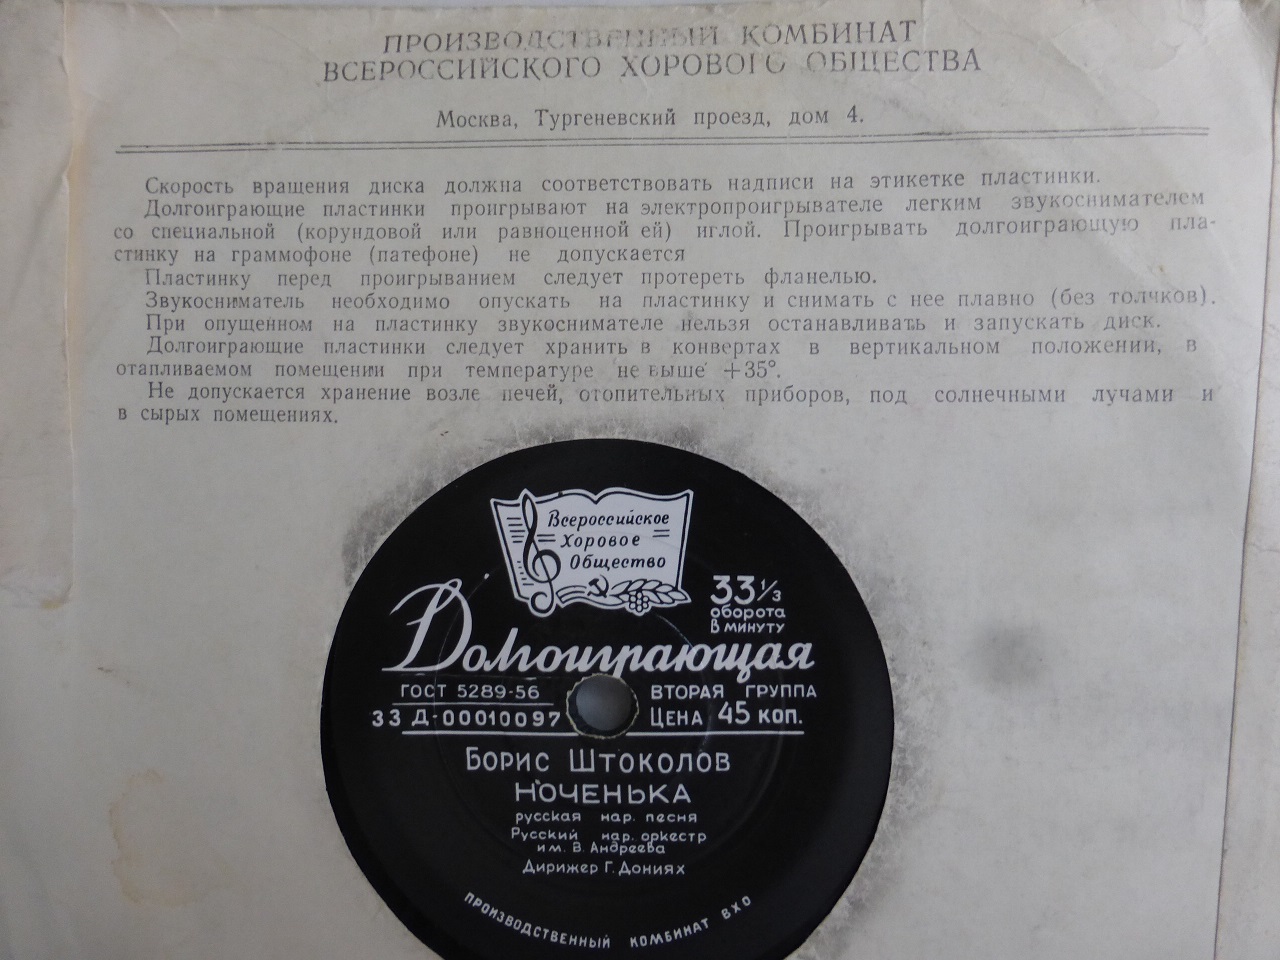 ПРОИЗВОДСТВЕННЫЙ КОМБИНАТ
ВСЕРОССИЙСКОГО ХОРОВОГО ОБЩЕСТВА
Москва, Тургеневский проезд, дом 4.
Скорость вращения диска должна соответствовать надписи на этикетке пластинки.
Долгоиграющие пластинки проигрывают на электропроигрывателе легким звукоснимателем
со специальной (корундовой или равноценной ей) иглой. Проигрывать долгоиграющую пла-
стинку на граммофоне (патефоне) не допускается
Пластинку перед проигрыванием следует протереть фланелью.
Звукосниматель необходимо опускать на пластинку и снимать с нее плавно (без толчков).
При опущенном на пластинку звукоснимателе нельзя останавливать и запускать диск.
Долгоиграющие пластинки следует хранить в конвертах в вертикальном положении, в
отапливаемом помещении при температуре не выше +35°.
Не допускается хранение возле печей, отопительных приборов, под солнечными лучами и
в сырых помещениях.
Всероссийское
Хоровое
Общество
33 1/3
оборота
в минуту
Долгоиграющая
ГОСТ 5289-56
ВТОРАЯ ГРУППА
33 Д-00010097
ЦЕНА 45 КОП.
БОРИС ШТОКОЛОВ
НОЧЕНЬКА
русская нар. песня
Русский нар. оркестр
им. В. Андреева
Дирижер Г. Дониях
ПРОИЗВОДСТВЕННЫЙ КОМБИНАТ ВХО